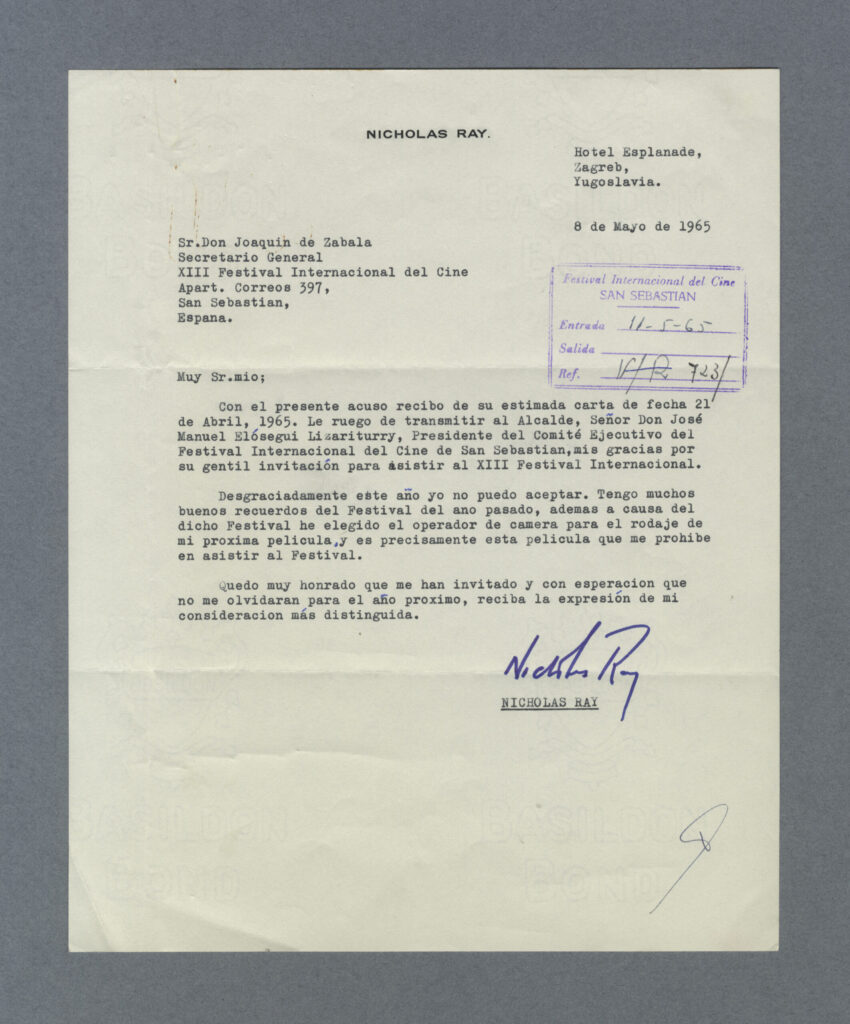 NICHOLAS RAY.
Hotel Esplanade,
Zagreb,
Yugoslavia.
8 de Mayo de 1965
Sr.Don Joaquin de Zabala
Secretario General
XIII Festival Internacional del Cine
Apart. Correos 397,
San Sebastian,
Espana.
Festival Internacional del Cine
SAN SEBASTIAN
Entrada 11-5-65
Salida
Ref. 723/
Muy Sr.mio;
Con el presente acuso recibo de su estimada carta de fecha 21
de Abril, 1965. Le ruego de transmitir al Alcalde, Señor Don José
Manuel Elósegui Lizariturry, Presidente del Comité Ejecutivo del
Festival Internacional del Cine de San Sebastian,mis gracias por
su gentil invitación para asistir al XIII Festival Internacional.
Desgraciadamente este año yo no puedo aceptar. Tengo muchos
buenos recuerdos del Festival del ano pasado, ademas a causa del
dicho Festival he elegido el operador de camera para el rodaje de
mi proxima pelicula,y es precisamente esta pelicula que me prohibe
en asistir al Festival.
Quedo muy honrado que me han invitado y con esperacion que
no me olvidaran para el año proximo, reciba la expresión de mi
consideracion más distinguida.
Nicholas Ray
NICHOLAS RAY
BASILDON
BOND